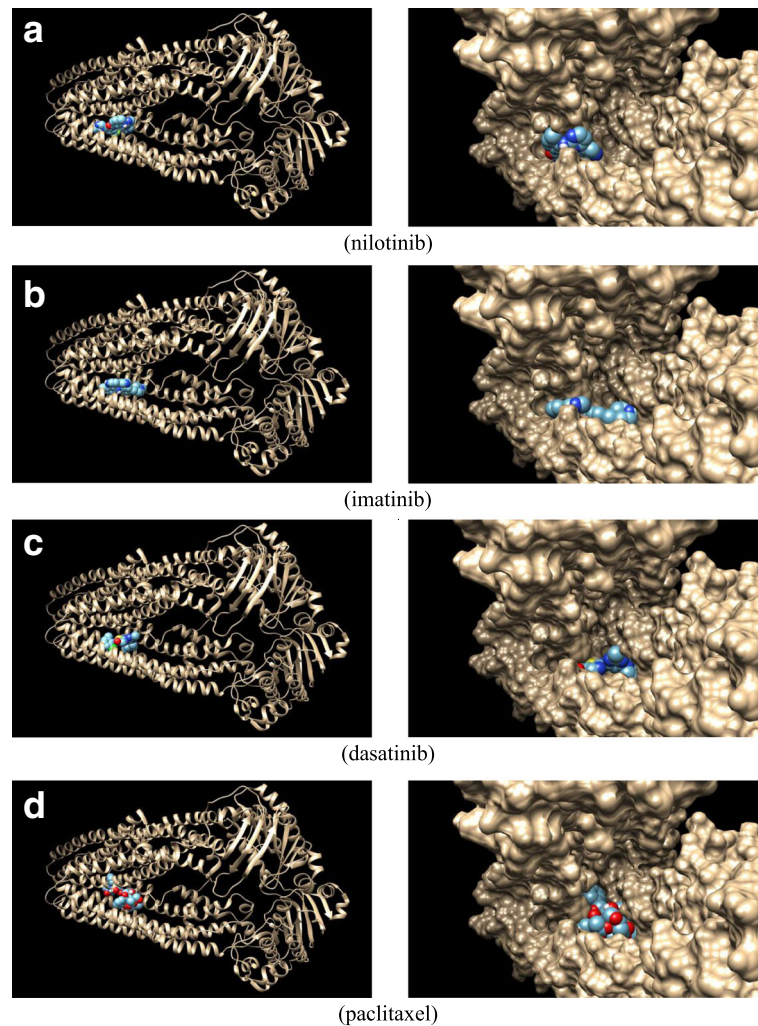 a
(nilotinib)
b
(imatinib)
c
(dasatinib)
d
(paclitaxel)